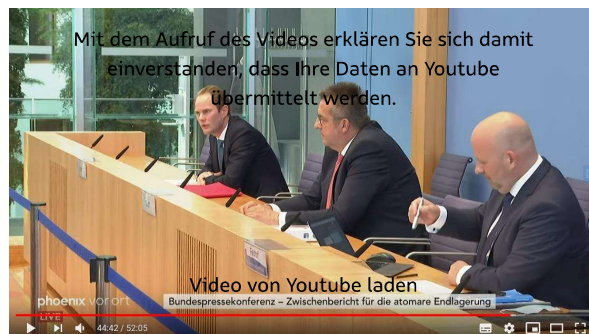 Mit dem Aufruf des Videos erklären Sie sich damit
einverstanden, dass Ihre Daten an Youtube
übermittelt werden.
Video von Youtube laden
phoenix vor ort
Bundespressekonferenz – Zwischenbericht für die atomare Endlagerung
LIVE
44:42 / 52:05